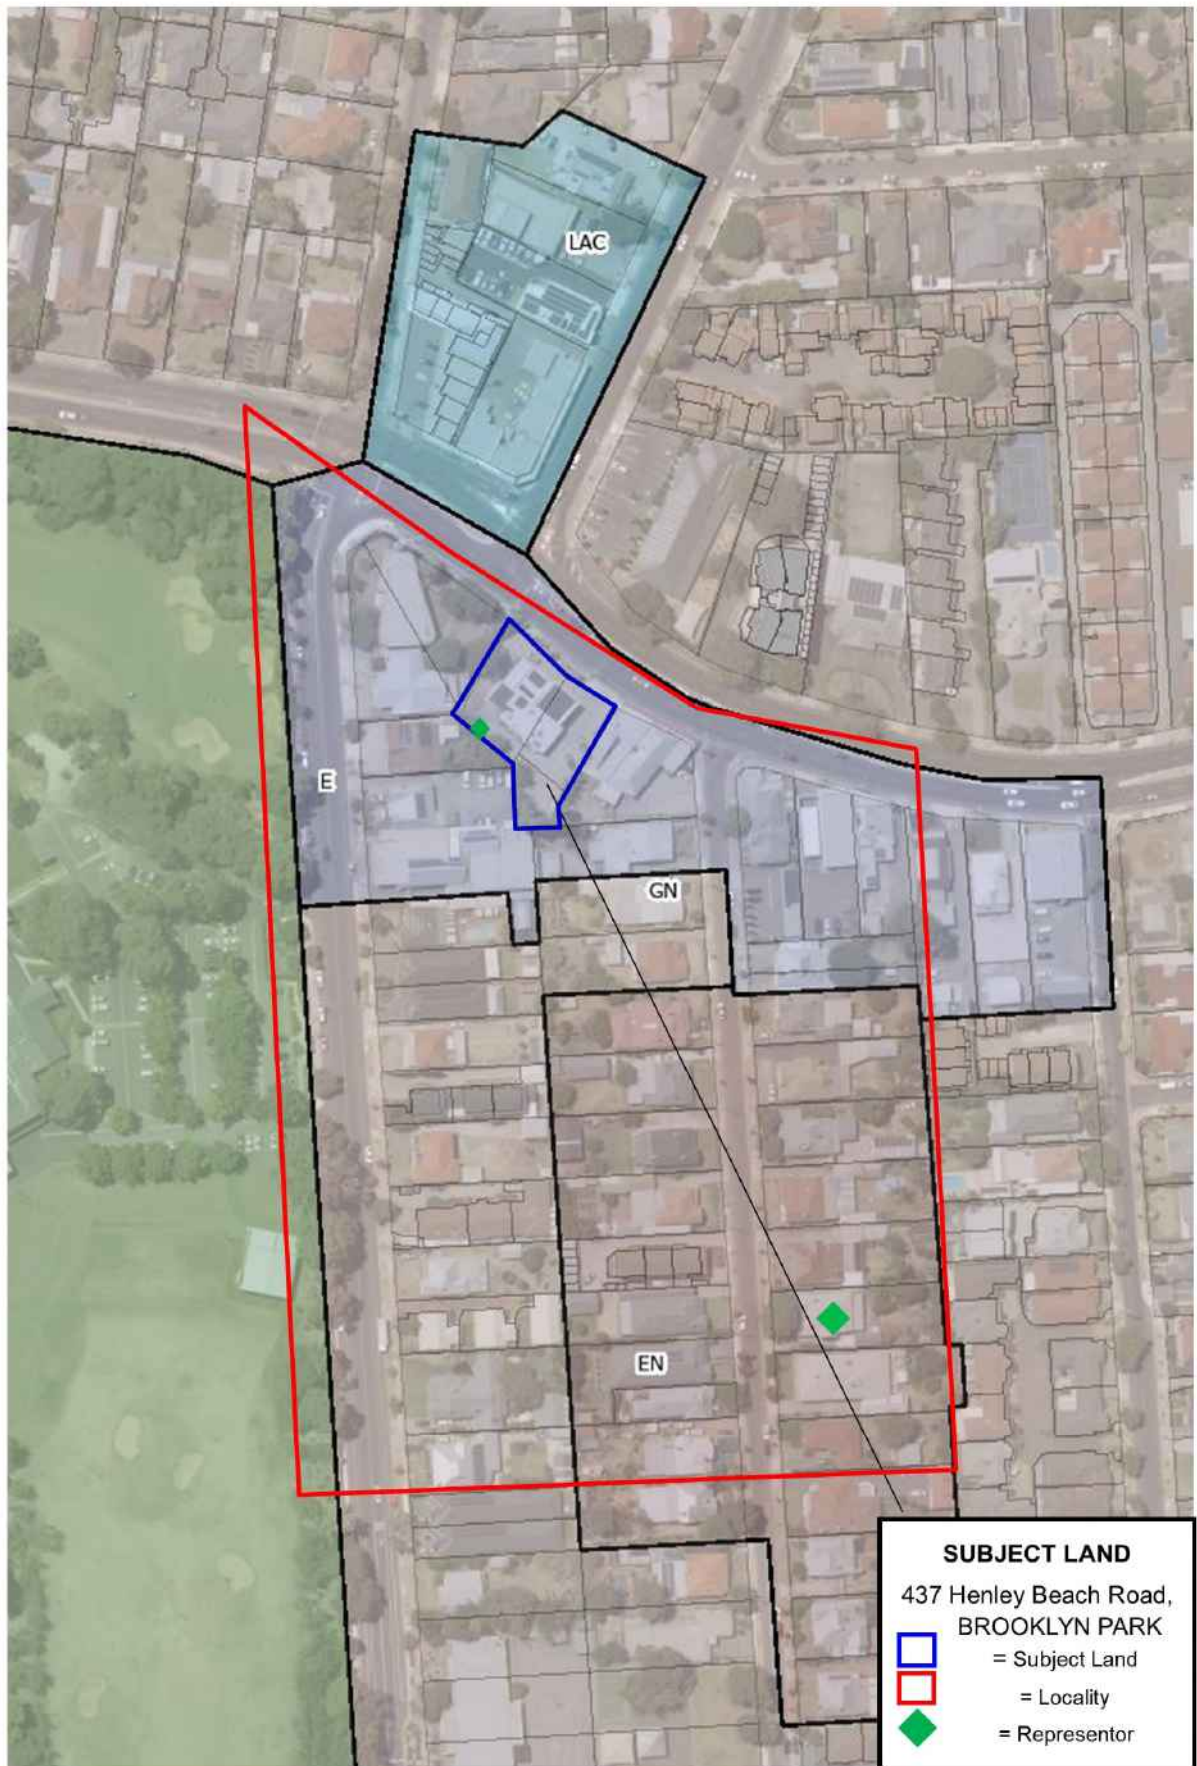 LAC
E
GN
EN
SUBJECT LAND
437 Henley Beach Road,
BROOKLYN PARK
= Subject Land
= Locality
= Representor